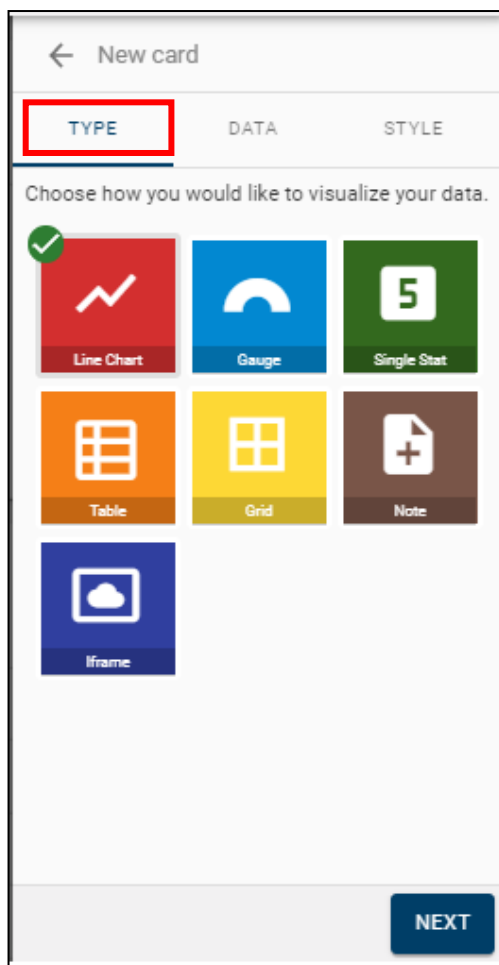 New card
TYPE DATA STYLE
Choose how you would like to visualize your data.
Line Chart Gauge 5 Single Stat
Table Grid Note
Iframe
NEXT